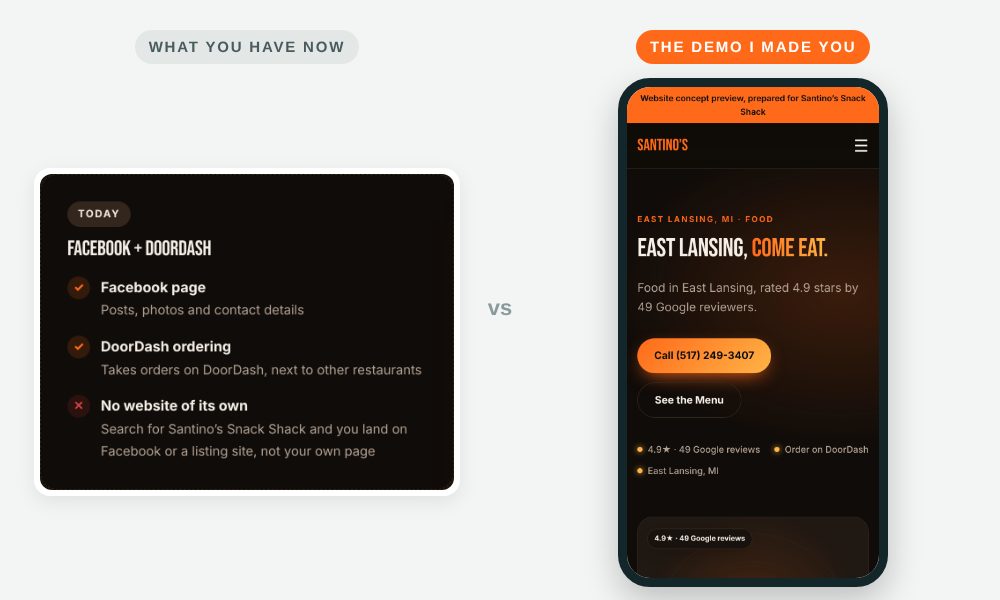 WHAT YOU HAVE NOW
TODAY
FACEBOOK + DOORDASH
Facebook page
Posts, photos and contact details
DoorDash ordering
Takes orders on DoorDash, next to other restaurants
No website of its own
Search for Santino's Snack Shack and you land on
Facebook or a listing site, not your own page
vs
THE DEMO I MADE YOU
Website concept preview, prepared for Santino's Snack
Shack
SANTINO'S
EAST LANSING, MI · FOOD
EAST LANSING, COME EAT.
Food in East Lansing, rated 4.9 stars by
49 Google reviewers.
Call (517) 249-3407
See the Menu
4.9★ · 49 Google reviews
Order on DoorDash
East Lansing, MI
4.9★ · 49 Google reviews